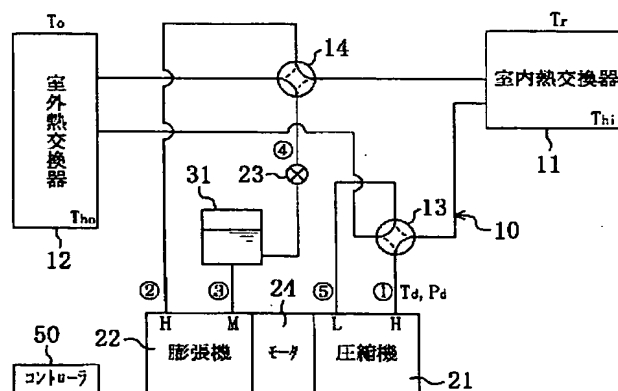 To
Tr
14
室外熱交換器
室内熱交換器
④
31
23
Thi
13
11
Tho
10
12
②
③
24
⑤
①
Td, Pd
50
22
H
M
L
H
膨張機
モータ
圧縮機
コントローラ
21